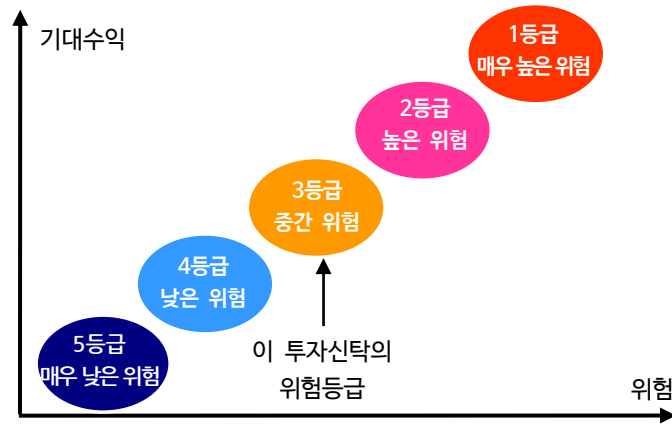 기대수익
1등급
매우 높은 위험
2등급
높은 위험
3등급
중간 위험
4등급
낮은 위험
5등급
매우 낮은 위험
이 투자신탁의
위험등급
위험